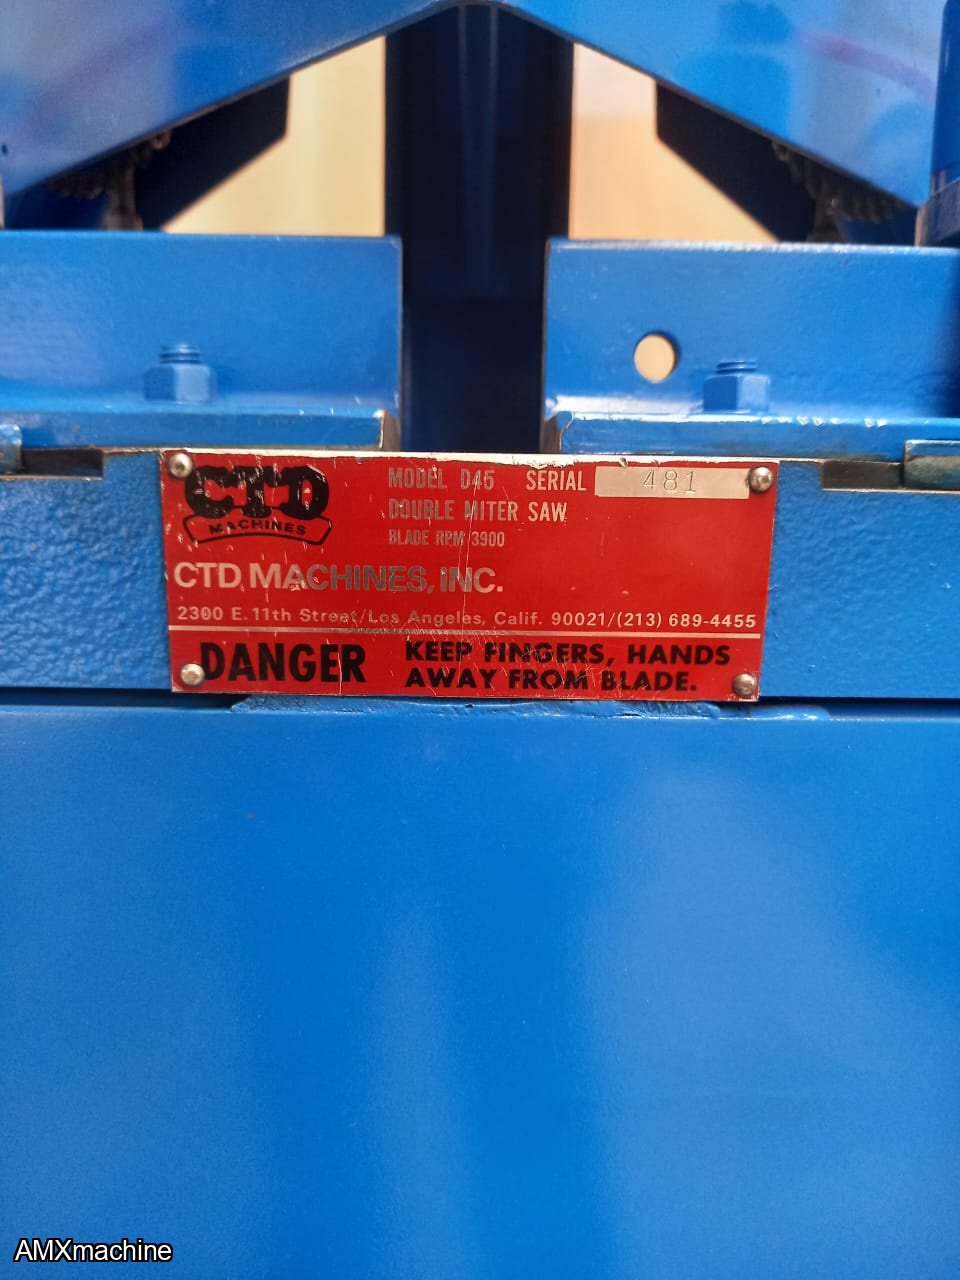 CTD
MACHINES
MODEL D45 SERIAL 481
DOUBLE MITER SAW
BLADE RPM 3900
CTD MACHINES, INC.
2300 E. 11th Street/Los Angeles, Calif. 90021/(213) 689-4455
DANGER
KEEP FINGERS, HANDS
AWAY FROM BLADE.
AMXmachine